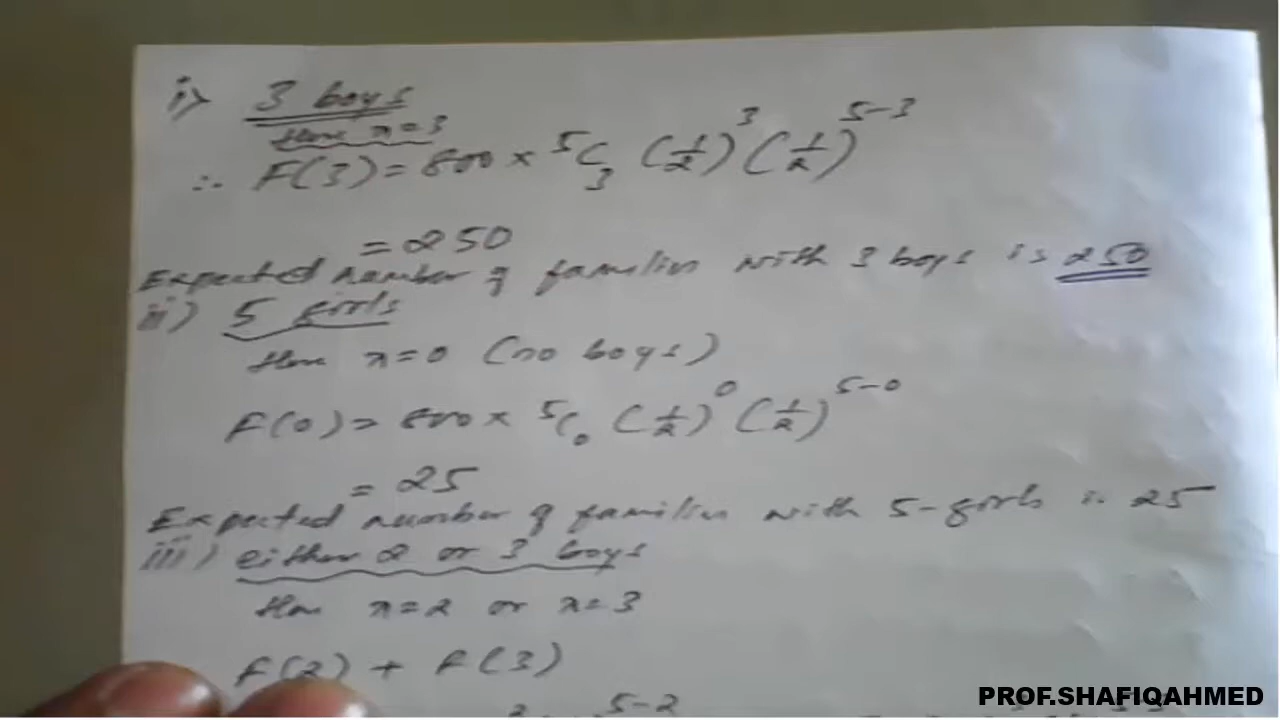 i) 3 boys
Here x=3
∴ F(3) = 800 × ⁵C₃ (1/2)³ (1/2)⁵⁻³
= 250
Expected number of families with 3 boys is 250
ii) 5 girls
Here x=0 (no boys)
F(0) = 800 × ⁵C₀ (1/2)⁰ (1/2)⁵⁻⁰
= 25
Expected number of families with 5-girls is 25
iii) either 2 or 3 boys
Here x=2 or x=3
F(2) + F(3)
2 5-2
PROF.SHAFIQAHMED